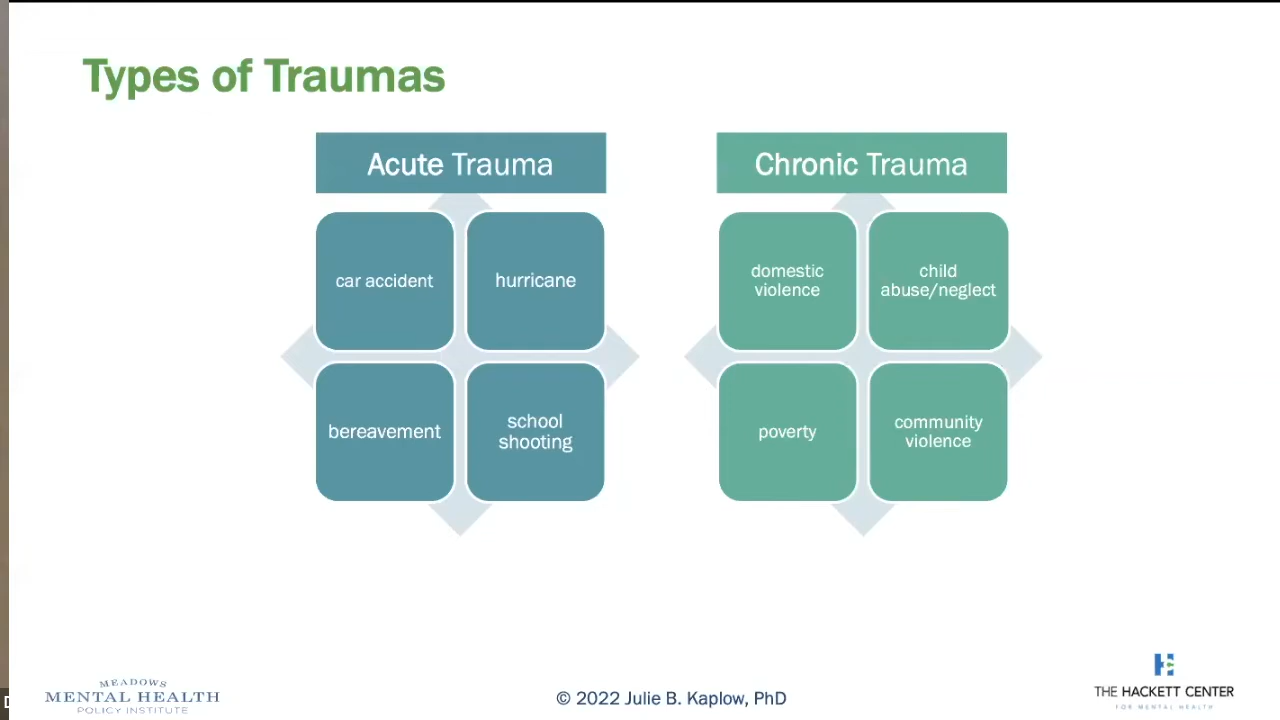 Types of Traumas
Acute Trauma
car accident
hurricane
bereavement
school
shooting
Chronic Trauma
domestic
violence
child
abuse/neglect
poverty
community
violence
MEADOWS
MENTAL HEALTH
POLICY INSTITUTE
© 2022 Julie B. Kaplow, PhD
THE HACKETT CENTER
FOR MENTAL HEALTH